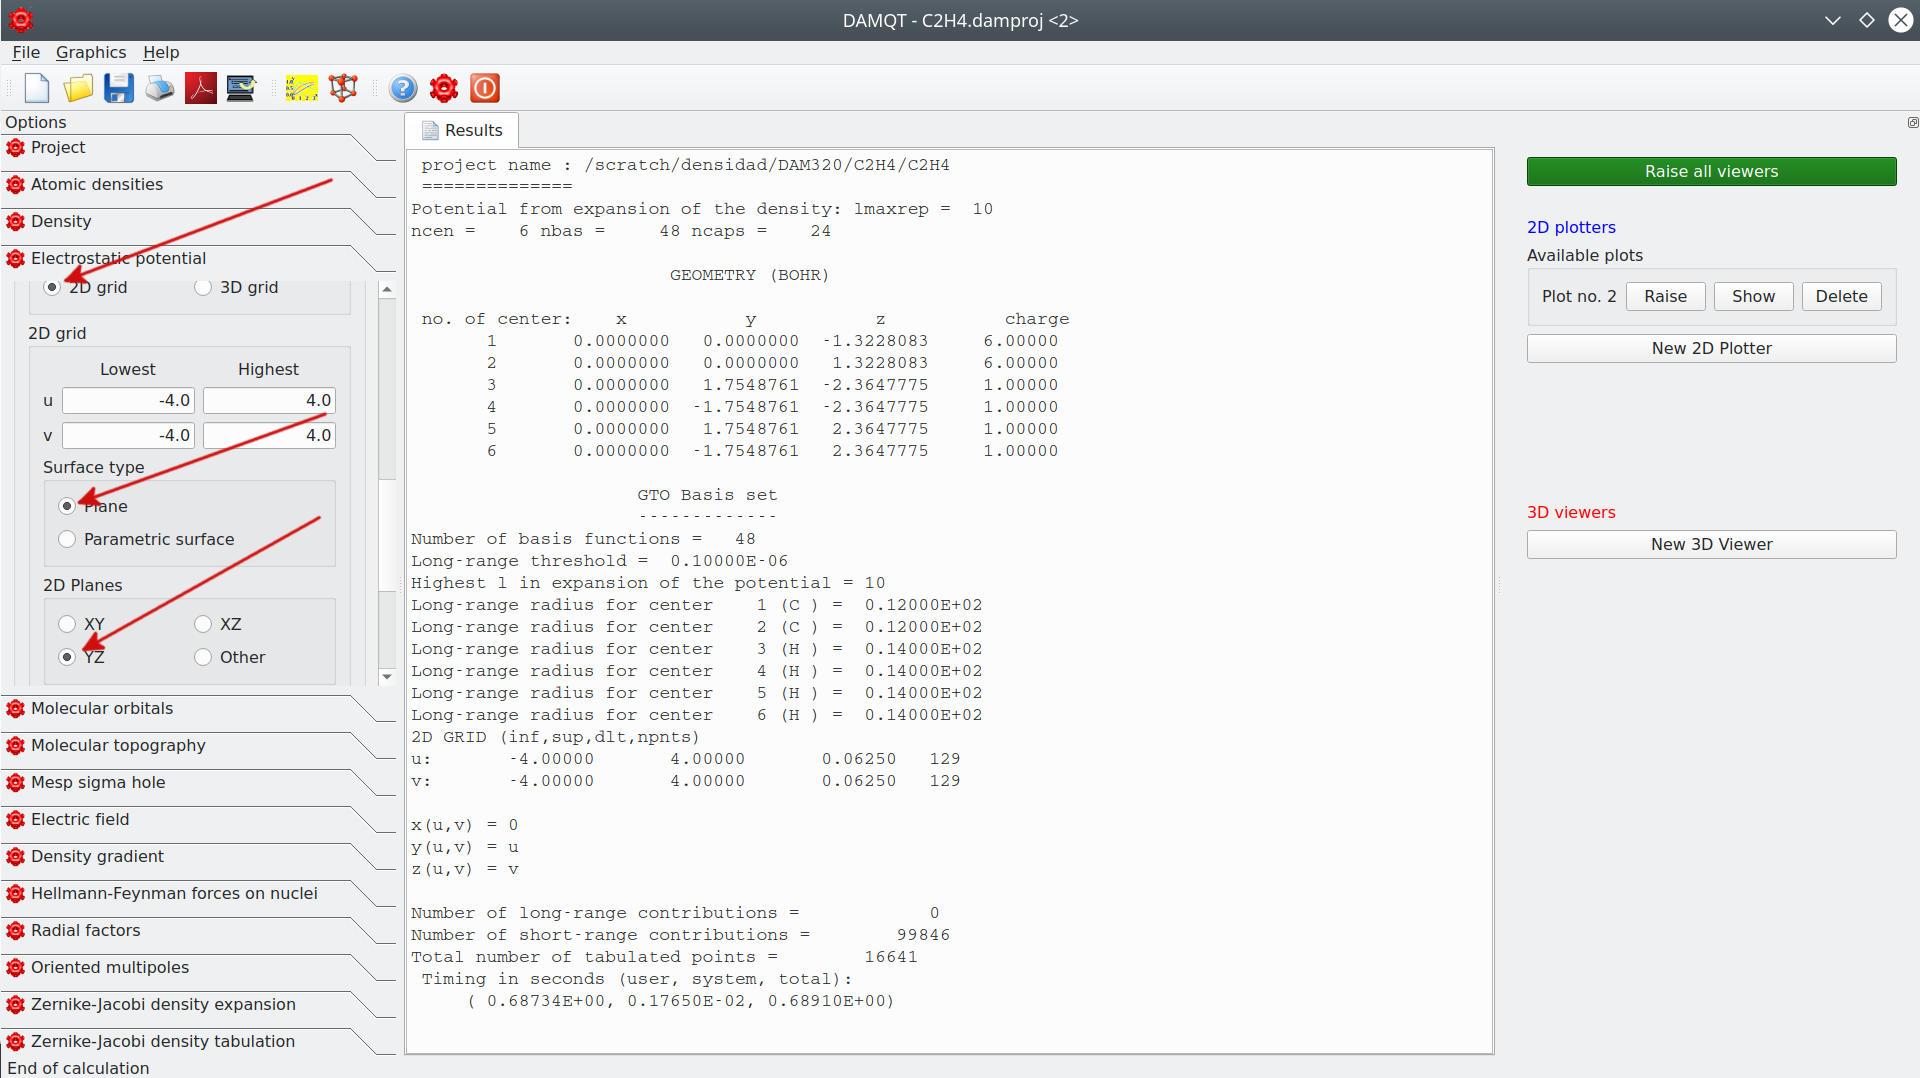 DAMQT - C2H4.damproj <2>
File Graphics Help
Options
Project
Atomic densities
Density
Electrostatic potential
2D grid 3D grid
2D grid
Lowest Highest
u -4.0 4.0
v -4.0 4.0
Surface type
Plane
Parametric surface
2D Planes
XY XZ
YZ Other
Molecular orbitals
Molecular topography
Mesp sigma hole
Electric field
Density gradient
Hellmann-Feynman forces on nuclei
Radial factors
Oriented multipoles
Zernike-Jacobi density expansion
Zernike-Jacobi density tabulation
End of calculation
Results
project name : /scratch/densidad/DAM320/C2H4/C2H4
==============
Potential from expansion of the density: lmaxrep = 10
ncen = 6 nbas = 48 ncaps = 24
GEOMETRY (BOHR)
no. of center: x y z charge
1 0.0000000 0.0000000 -1.3228083 6.00000
2 0.0000000 0.0000000 1.3228083 6.00000
3 0.0000000 1.7548761 -2.3647775 1.00000
4 0.0000000 -1.7548761 -2.3647775 1.00000
5 0.0000000 1.7548761 2.3647775 1.00000
6 0.0000000 -1.7548761 2.3647775 1.00000
GTO Basis set
-------------
Number of basis functions = 48
Long-range threshold = 0.10000E-06
Highest l in expansion of the potential = 10
Long-range radius for center 1 (C ) = 0.12000E+02
Long-range radius for center 2 (C ) = 0.12000E+02
Long-range radius for center 3 (H ) = 0.14000E+02
Long-range radius for center 4 (H ) = 0.14000E+02
Long-range radius for center 5 (H ) = 0.14000E+02
Long-range radius for center 6 (H ) = 0.14000E+02
2D GRID (inf,sup,dlt,npnts)
u: -4.00000 4.00000 0.06250 129
v: -4.00000 4.00000 0.06250 129
x(u,v) = 0
y(u,v) = u
z(u,v) = v
Number of long-range contributions = 0
Number of short-range contributions = 99846
Total number of tabulated points = 16641
Timing in seconds (user, system, total):
( 0.68734E+00, 0.17650E-02, 0.68910E+00)
Raise all viewers
2D plotters
Available plots
Plot no. 2 Raise Show Delete
New 2D Plotter
3D viewers
New 3D Viewer